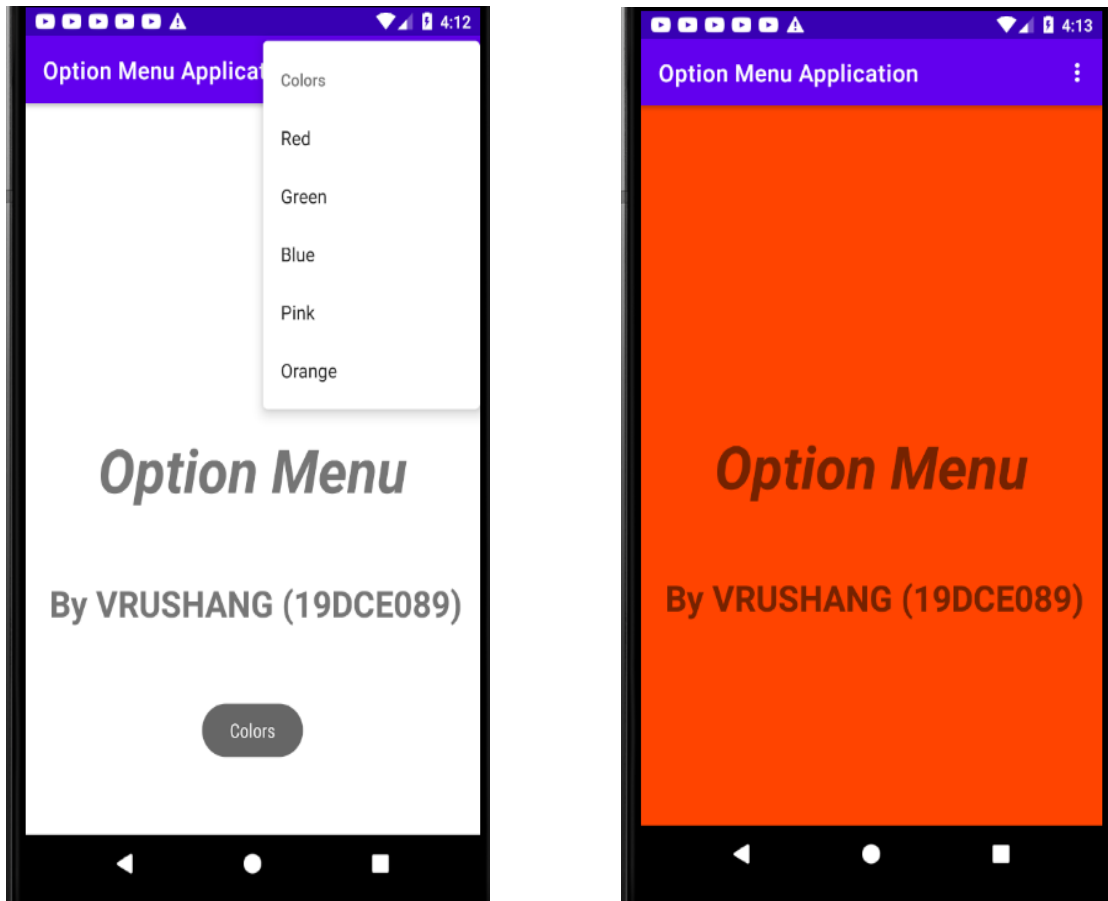 4:12
Option Menu Applicat
Colors
Red
Green
Blue
Pink
Orange
Option Menu
By VRUSHANG (19DCE089)
Colors
4:13
Option Menu Application
Option Menu
By VRUSHANG (19DCE089)